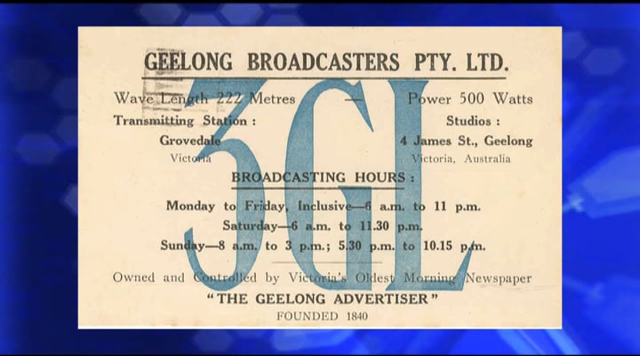 GEELONG BROADCASTERS PTY. LTD.
Wave Length 222 Metres — Power 500 Watts
Transmitting Station : Studios :
Grovedale 4 James St., Geelong
Victoria Victoria, Australia
BROADCASTING HOURS :
Monday to Friday, Inclusive—6 a.m. to 11 p.m.
Saturday—6 a.m. to 11.30 p.m.
Sunday—8 a.m. to 3 p.m.; 5.30 p.m. to 10.15 p.m.
3GL
Owned and Controlled by Victoria's Oldest Morning Newspaper
"THE GEELONG ADVERTISER"
FOUNDED 1840